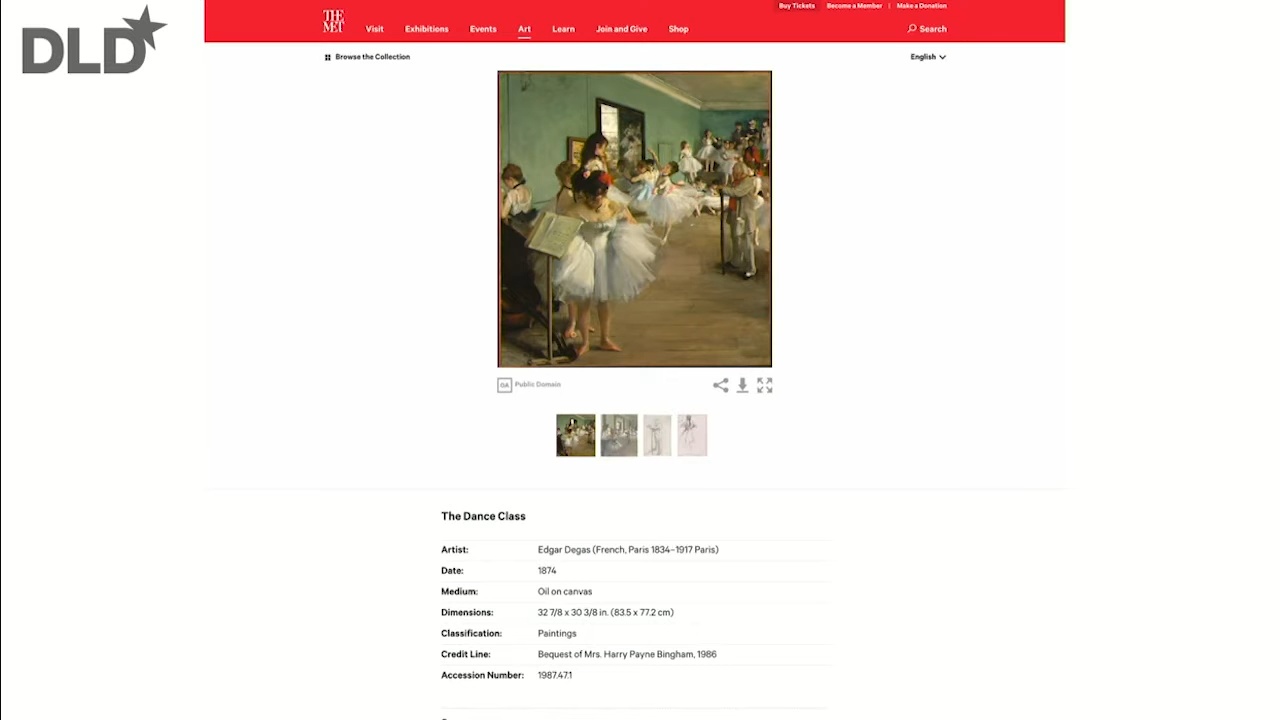 DLD
THE
MET
Buy Tickets Become a Member | Make a Donation
Visit Exhibitions Events Art Learn Join and Give Shop
Search
Browse the Collection
English
OA Public Domain
The Dance Class
Artist: Edgar Degas (French, Paris 1834–1917 Paris)
Date: 1874
Medium: Oil on canvas
Dimensions: 32 7/8 x 30 3/8 in. (83.5 x 77.2 cm)
Classification: Paintings
Credit Line: Bequest of Mrs. Harry Payne Bingham, 1986
Accession Number: 1987.47.1